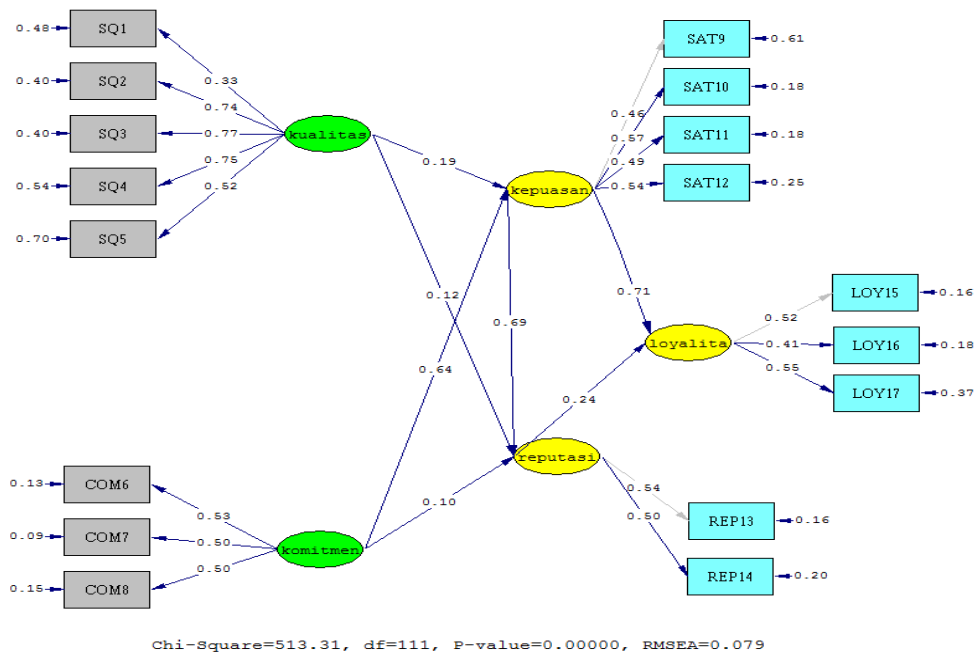 0.48 SQ1
0.40 SQ2
0.40 SQ3
0.54 SQ4
0.70 SQ5
0.33
0.74
0.77
0.75
0.52
kualitas
0.13 COM6
0.09 COM7
0.15 COM8
0.53
0.50
0.50
komitmen
0.19
0.12
0.64
0.10
kepuasan
0.69
reputasi
0.46
0.57
0.49
0.54
SAT9 0.61
SAT10 0.18
SAT11 0.18
SAT12 0.25
0.71
0.24
loyalita
0.52
0.41
0.55
LOY15 0.16
LOY16 0.18
LOY17 0.37
0.54
0.50
REP13 0.16
REP14 0.20
Chi-Square=513.31, df=111, P-value=0.00000, RMSEA=0.079